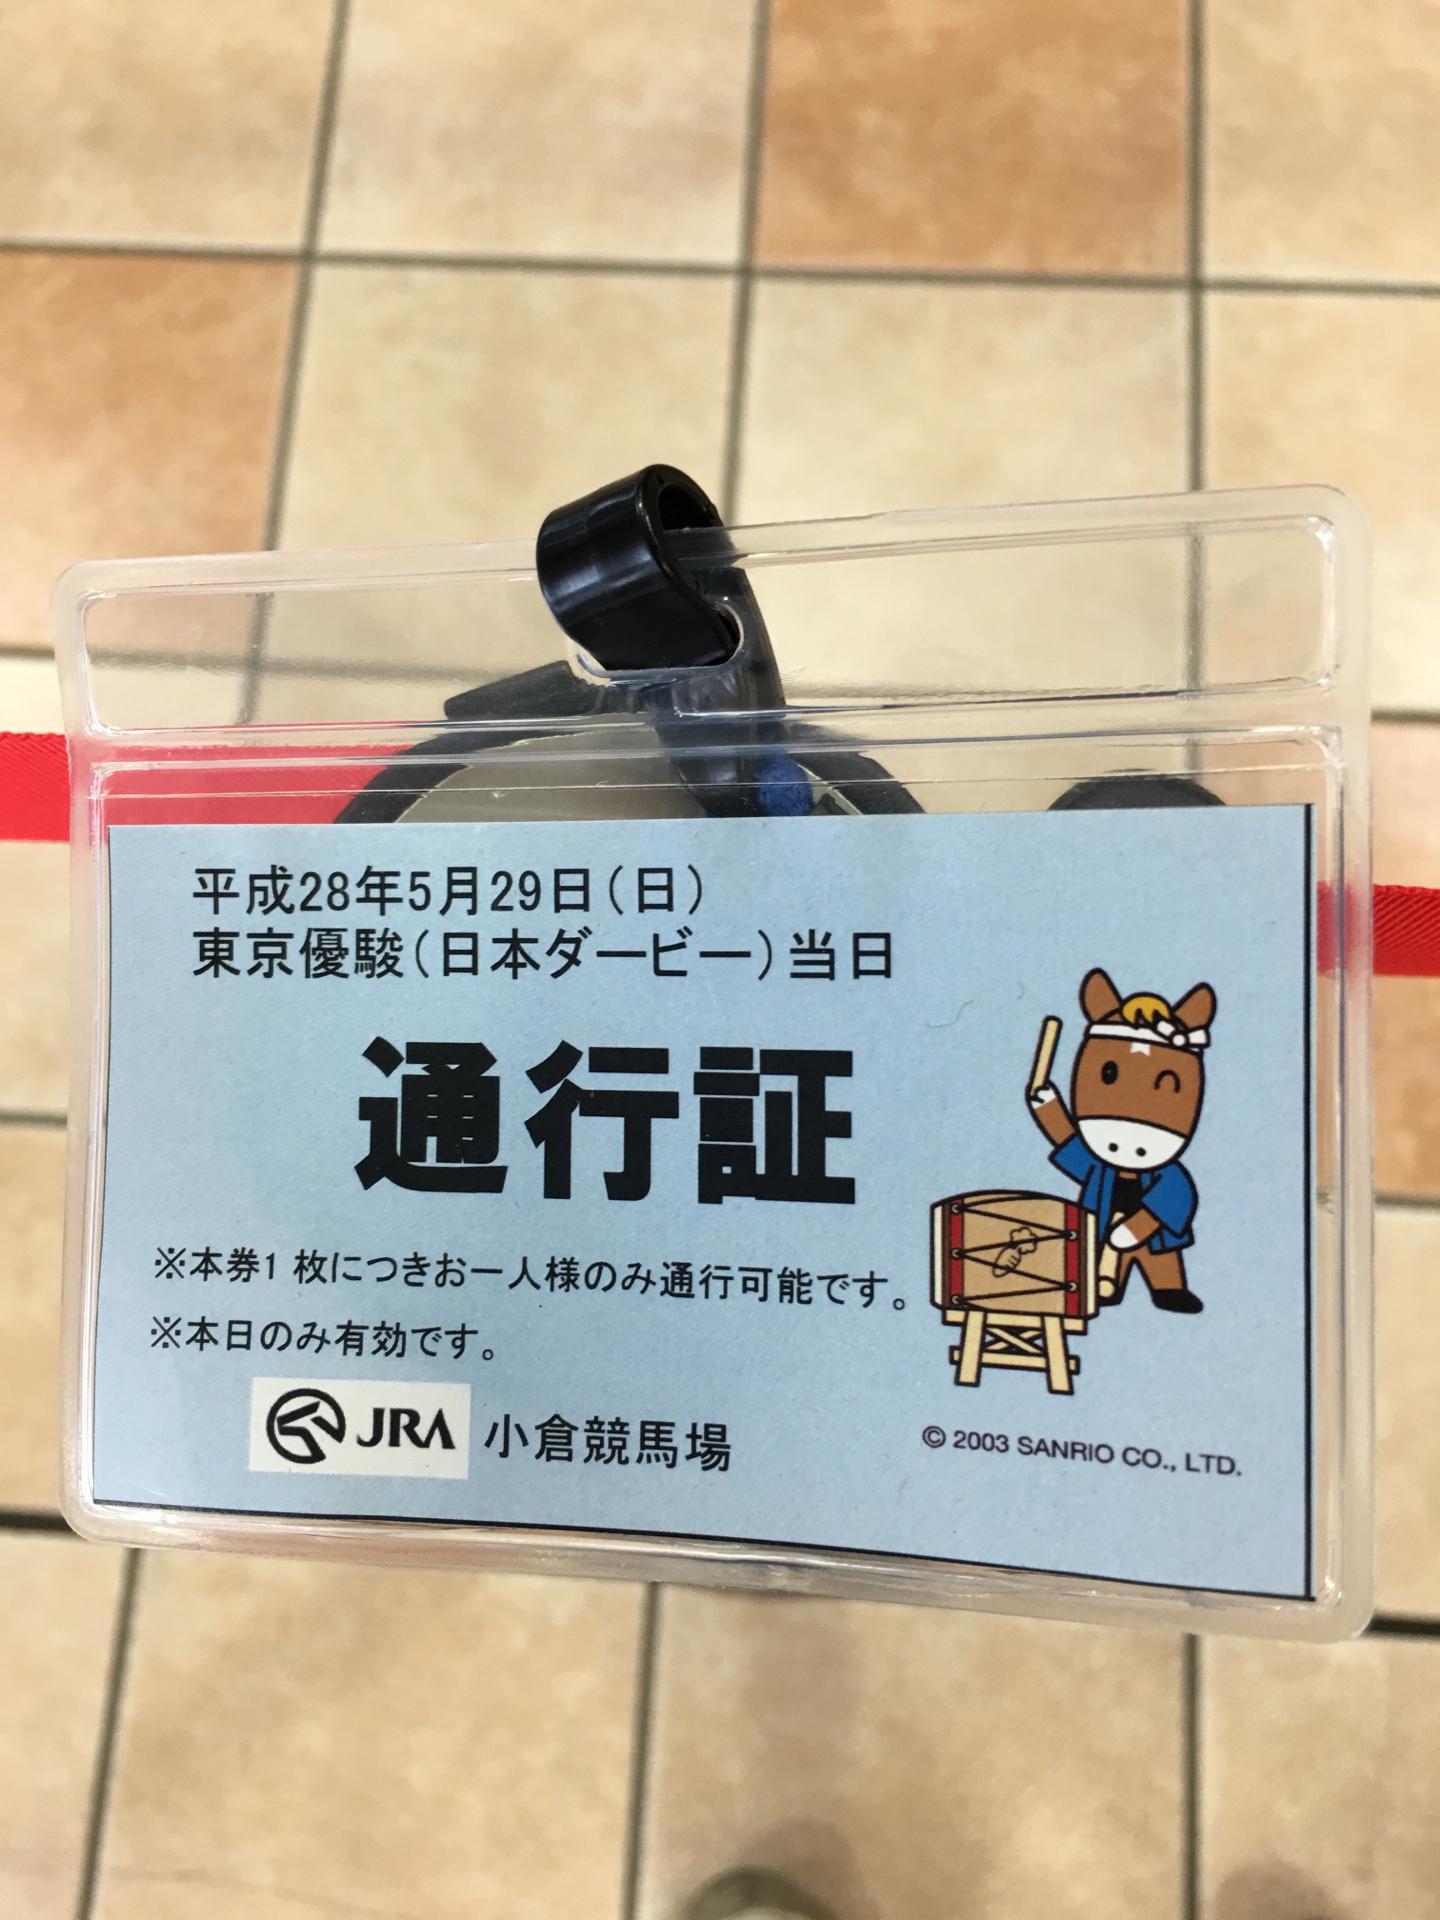 平成28年5月29日(日)
東京優駿(日本ダービー)当日
通行証
※本券1 枚につきお一人様のみ通行可能です。
※本日のみ有効です。
JRA 小倉競馬場
© 2003 SANRIO CO., LTD.